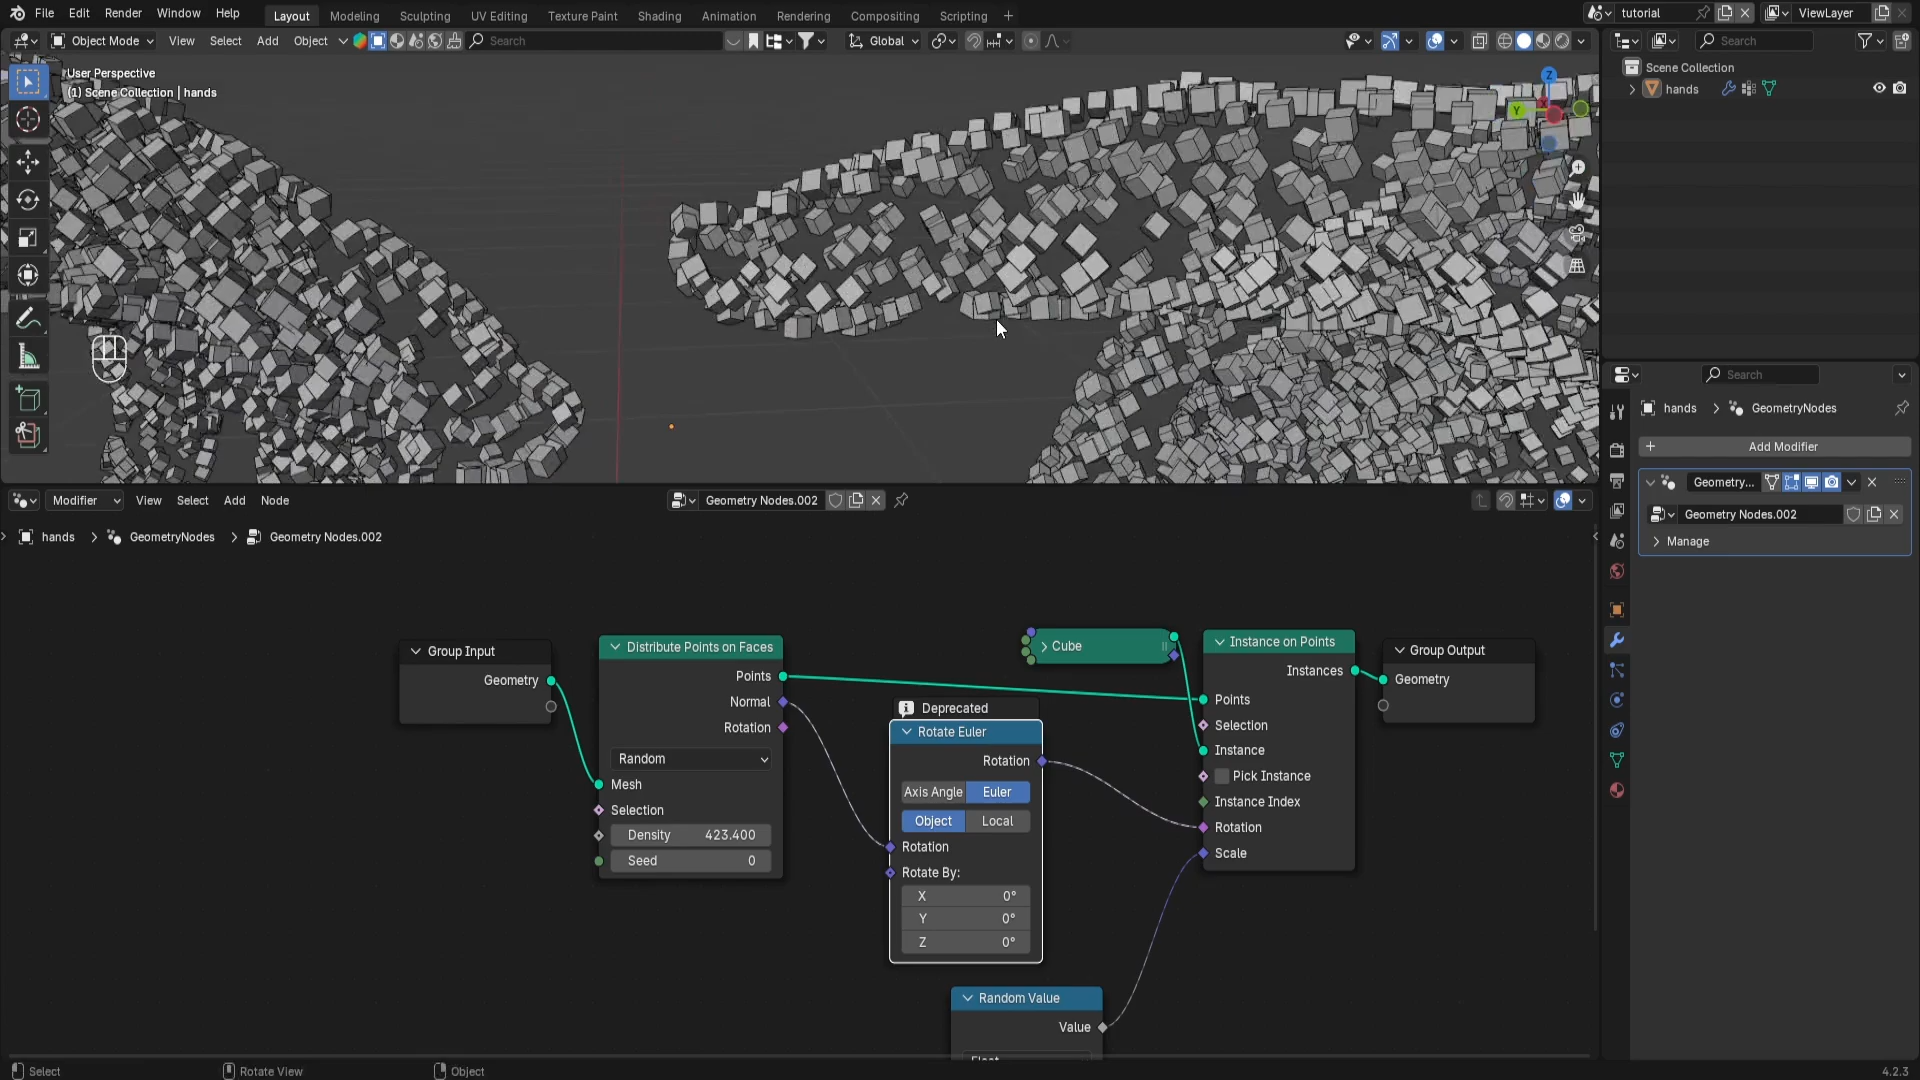 File Edit Render Window Help
Layout Modeling Sculpting UV Editing Texture Paint Shading Animation Rendering Compositing Scripting +
tutorial
ViewLayer
Object Mode View Select Add Object Search Global
Search
User Perspective
(1) Scene Collection | hands
Z
X
Y
Scene Collection
hands
Search
hands > GeometryNodes
+ Add Modifier
Geometry...
Geometry Nodes.002
Manage
Modifier View Select Add Node
Geometry Nodes.002
hands > GeometryNodes > Geometry Nodes.002
Group Input
Geometry
Distribute Points on Faces
Points
Normal
Rotation
Random
Mesh
Selection
Density 423.400
Seed 0
Deprecated
Rotate Euler
Rotation
Axis Angle Euler
Object Local
Rotation
Rotate By:
X 0°
Y 0°
Z 0°
Cube
Instance on Points
Instances
Points
Selection
Instance
Pick Instance
Instance Index
Rotation
Scale
Group Output
Geometry
Random Value
Value
Float
Select Rotate View Object
4.2.3